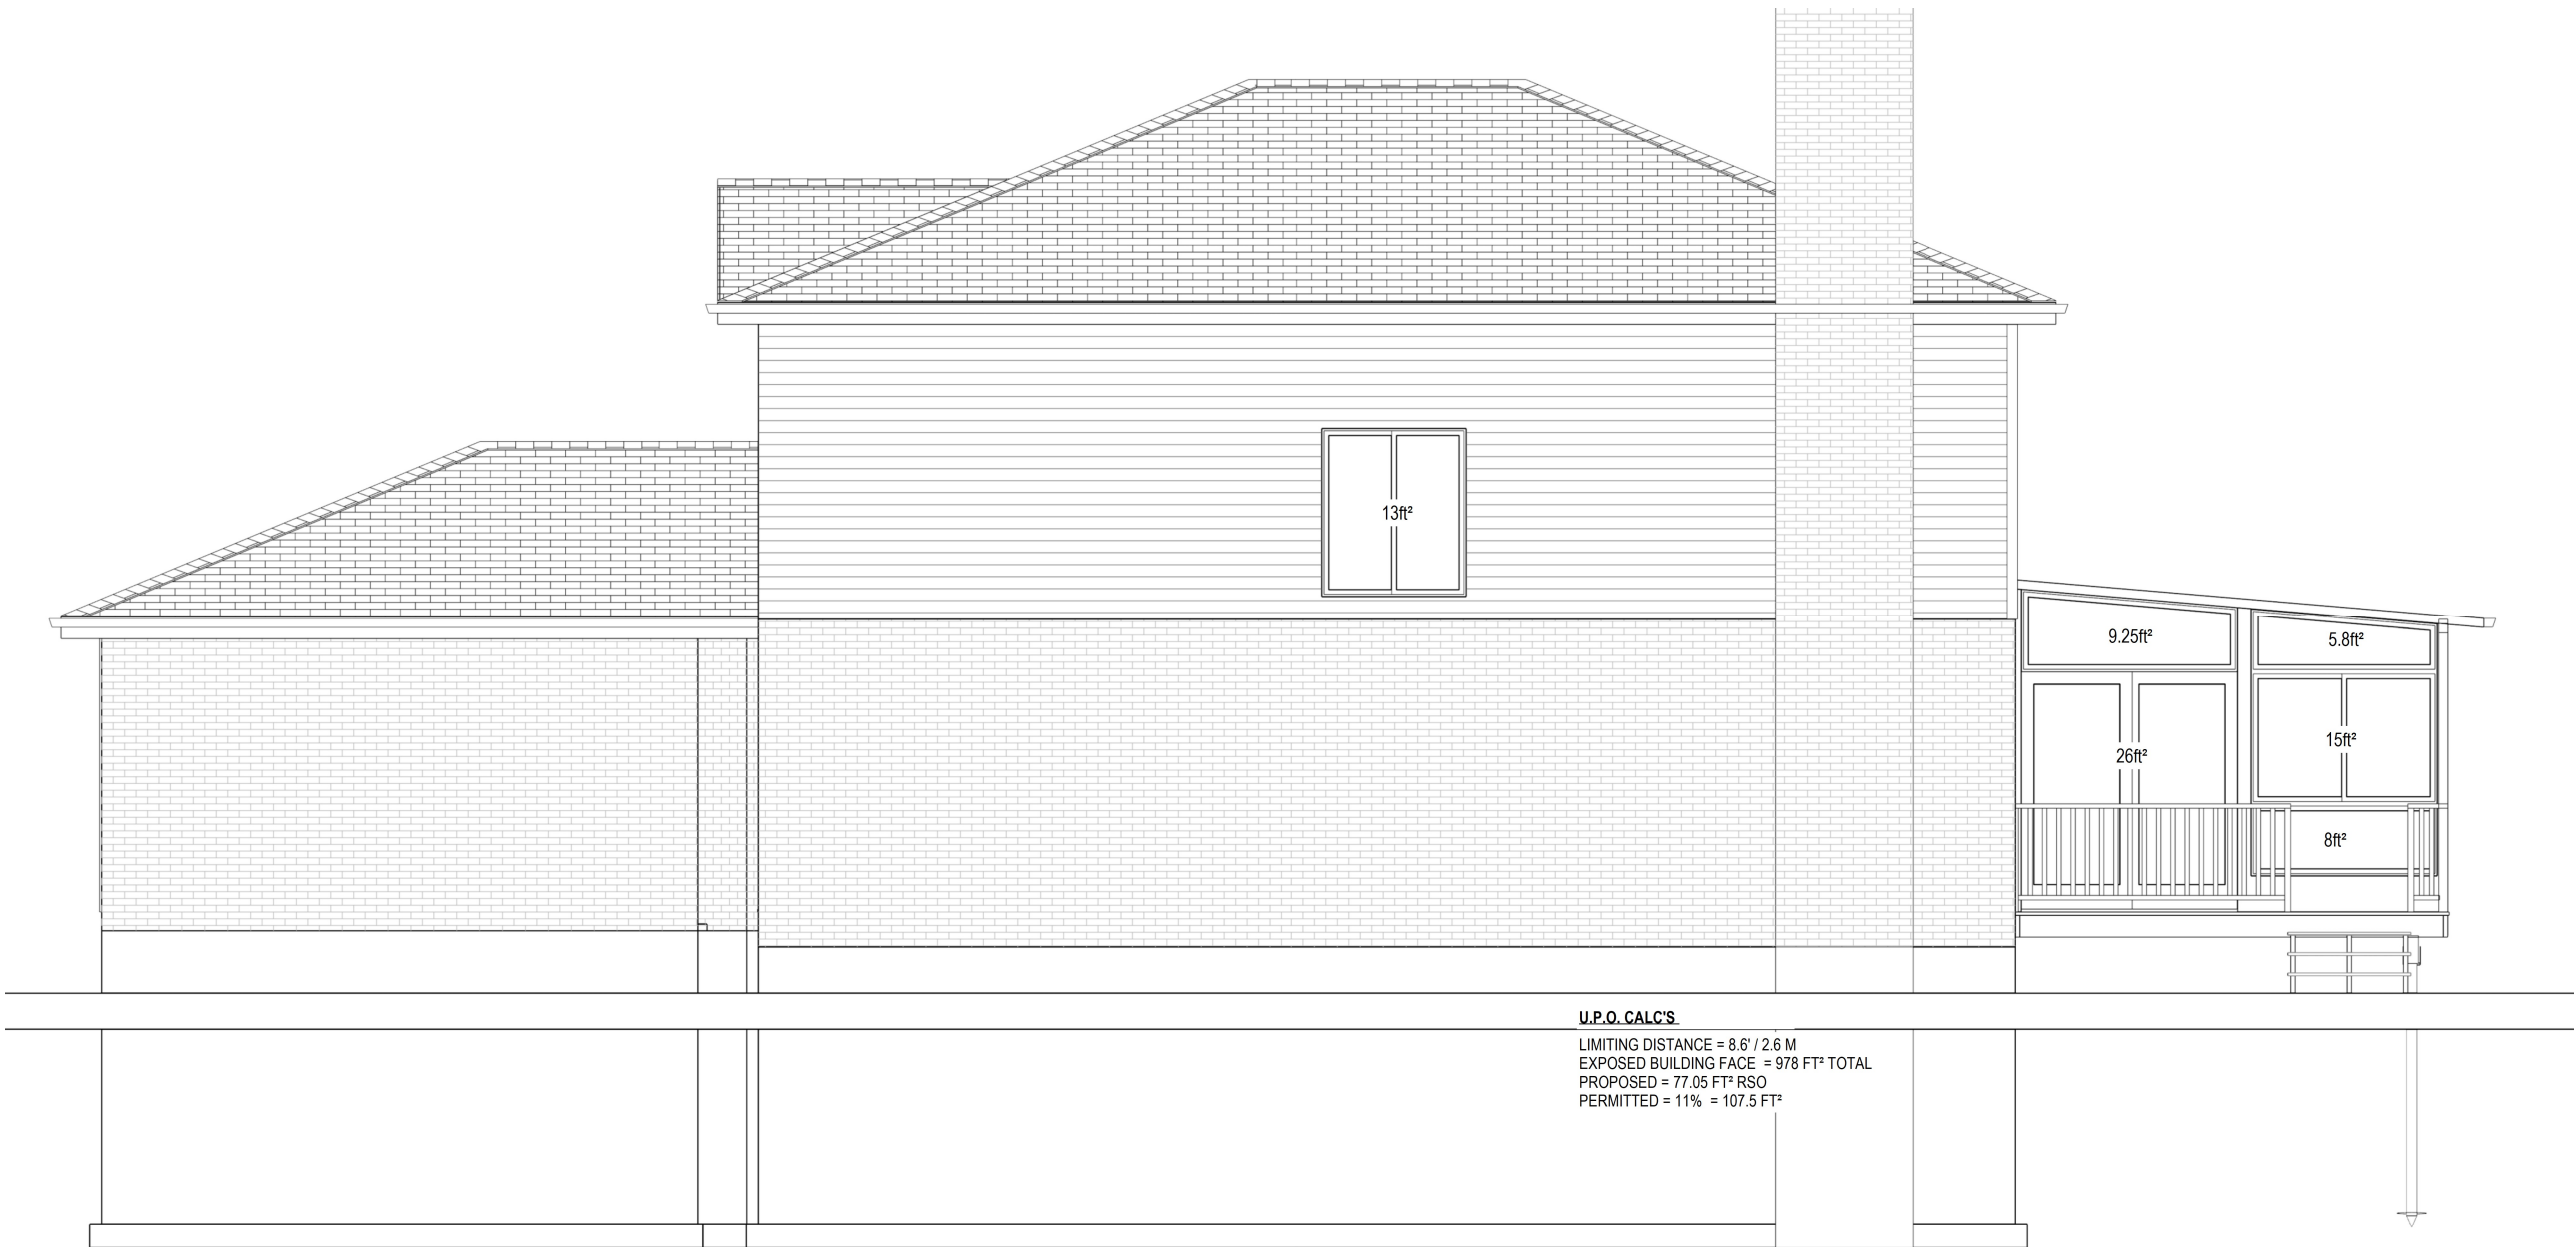 13ft²
9.25ft²
5.8ft²
26ft²
15ft²
8ft²
U.P.O. CALC'S
LIMITING DISTANCE = 8.6' / 2.6 M
EXPOSED BUILDING FACE = 978 FT² TOTAL
PROPOSED = 77.05 FT² RSO
PERMITTED = 11% = 107.5 FT²